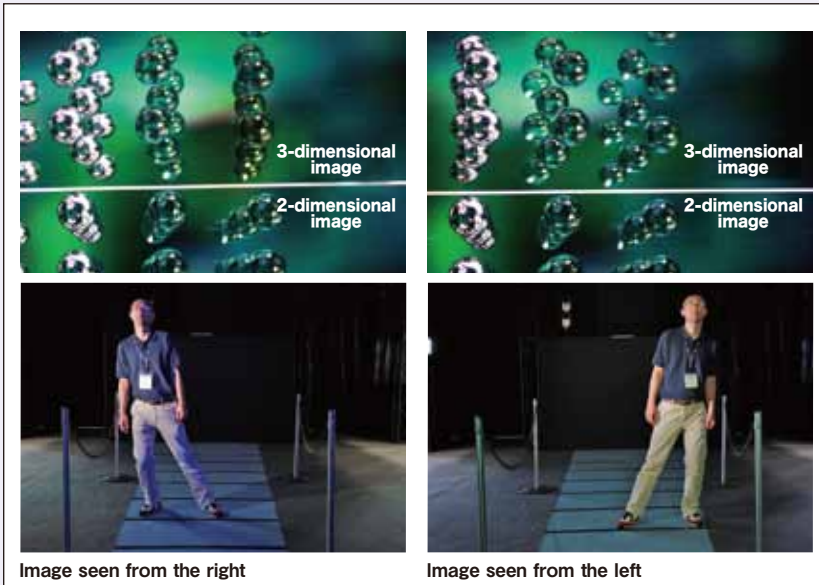 3-dimensional
image
2-dimensional
image
3-dimensional
image
2-dimensional
image
Image seen from the right
Image seen from the left